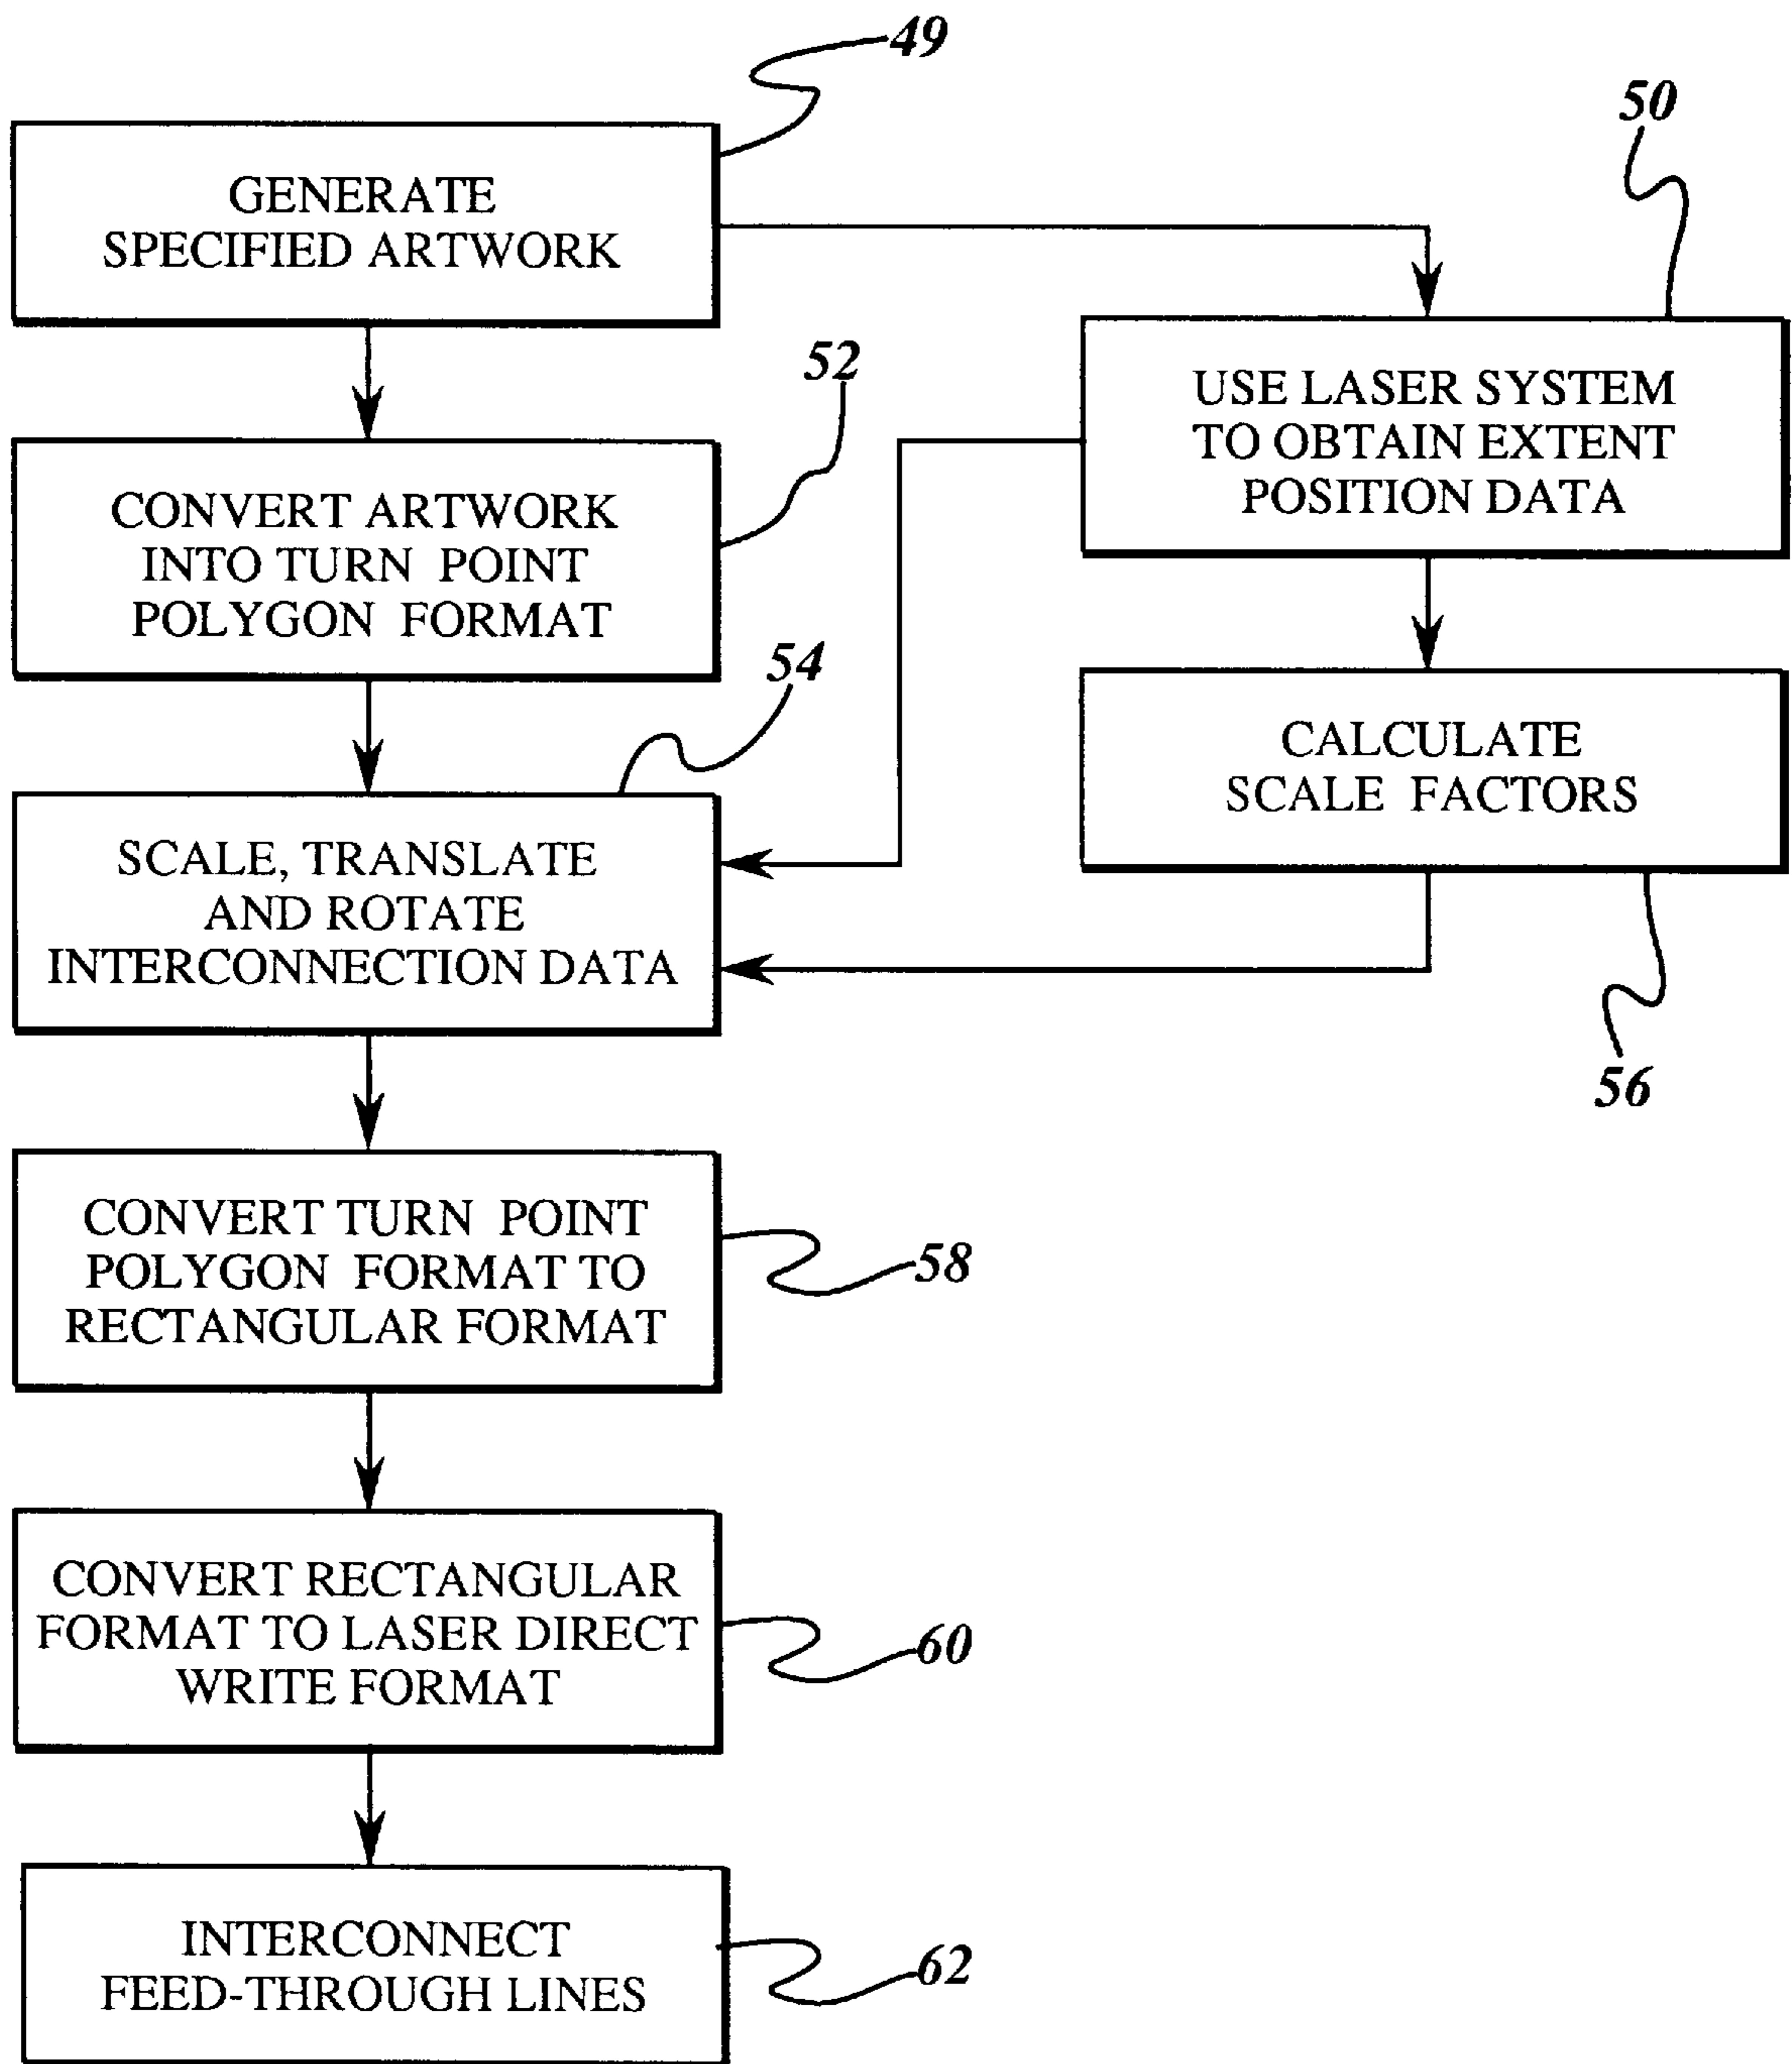 49
GENERATE
SPECIFIED ARTWORK
50
USE LASER SYSTEM
TO OBTAIN EXTENT
POSITION DATA
52
CONVERT ARTWORK
INTO TURN POINT
POLYGON FORMAT
54
CALCULATE
SCALE FACTORS
56
SCALE, TRANSLATE
AND ROTATE
INTERCONNECTION DATA
CONVERT TURN POINT
POLYGON FORMAT TO
RECTANGULAR FORMAT
58
CONVERT RECTANGULAR
FORMAT TO LASER DIRECT
WRITE FORMAT
60
INTERCONNECT
FEED-THROUGH LINES
62